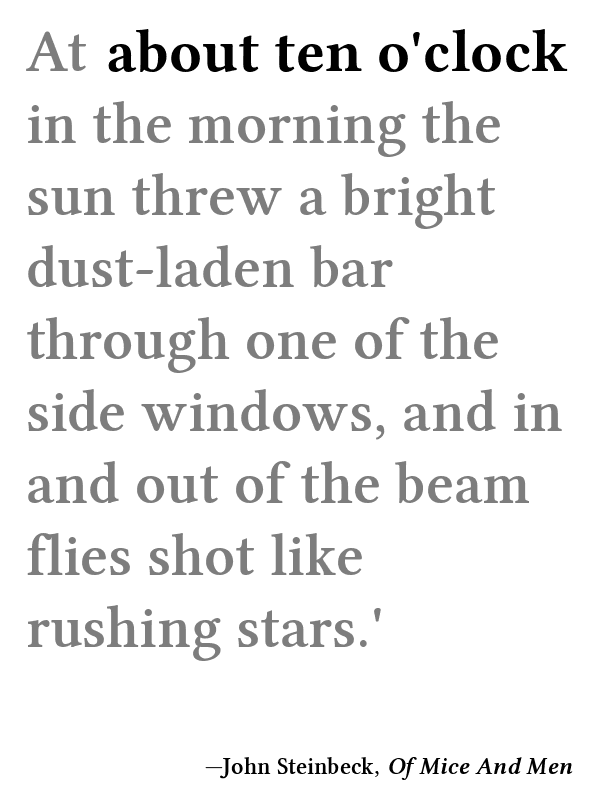 At about ten o'clock
in the morning the
sun threw a bright
dust-laden bar
through one of the
side windows, and in
and out of the beam
flies shot like
rushing stars.'
—John Steinbeck, Of Mice And Men